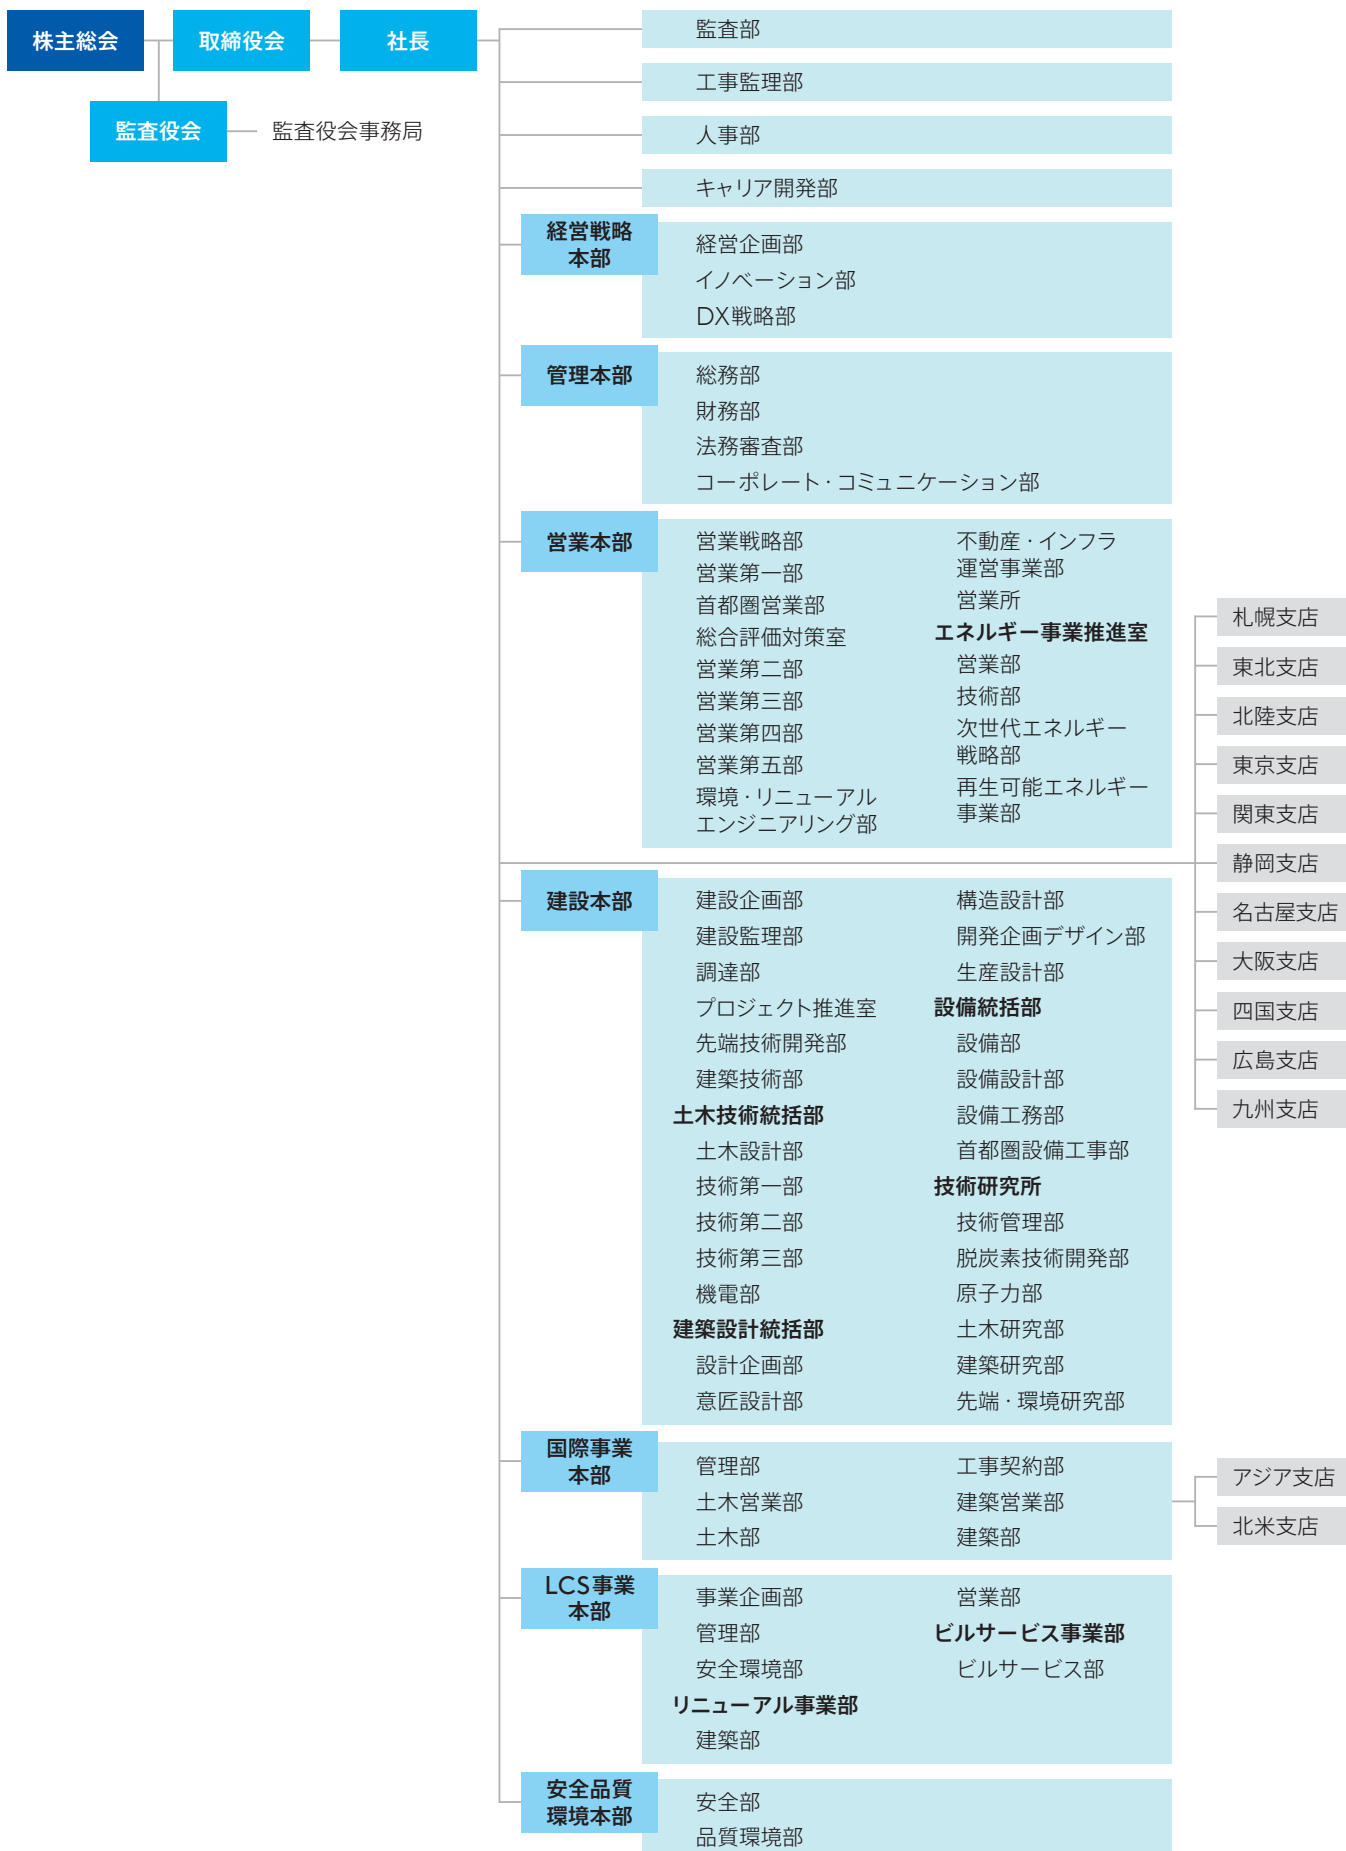 株主総会
取締役会
社長
監査役会
監査役会事務局
監査部
工事監理部
人事部
キャリア開発部
経営戦略
本部
経営企画部
イノベーション部
DX戦略部
管理本部
総務部
財務部
法務審査部
コーポレート・コミュニケーション部
営業本部
営業戦略部
営業第一部
首都圏営業部
総合評価対策室
営業第二部
営業第三部
営業第四部
営業第五部
環境・リニューアル
エンジニアリング部
不動産・インフラ
運営事業部
営業所
エネルギー事業推進室
営業部
技術部
次世代エネルギー
戦略部
再生可能エネルギー
事業部
札幌支店
東北支店
北陸支店
東京支店
関東支店
静岡支店
名古屋支店
大阪支店
四国支店
広島支店
九州支店
建設本部
建設企画部
建設監理部
調達部
プロジェクト推進室
先端技術開発部
建築技術部
土木技術統括部
土木設計部
技術第一部
技術第二部
技術第三部
機電部
建築設計統括部
設計企画部
意匠設計部
構造設計部
開発企画デザイン部
生産設計部
設備統括部
設備部
設備設計部
設備工務部
首都圏設備工事部
技術研究所
技術管理部
脱炭素技術開発部
原子力部
土木研究部
建築研究部
先端・環境研究部
国際事業
本部
管理部
土木営業部
土木部
工事契約部
建築営業部
建築部
アジア支店
北米支店
LCS事業
本部
事業企画部
管理部
安全環境部
リニューアル事業部
建築部
営業部
ビルサービス事業部
ビルサービス部
安全品質
環境本部
安全部
品質環境部